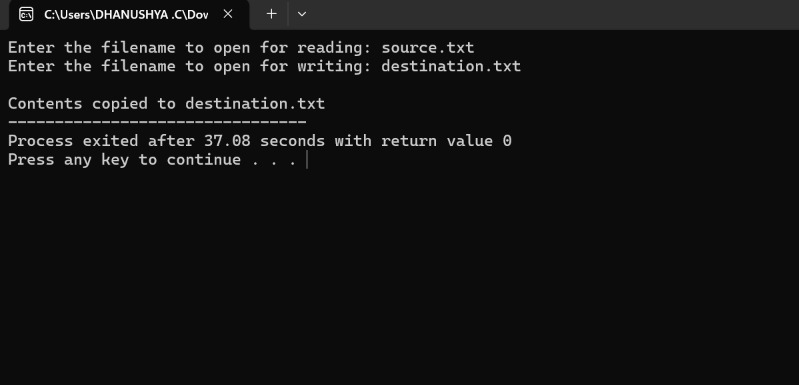 C:\Users\DHANUSHYA .C\Dov
Enter the filename to open for reading: source.txt
Enter the filename to open for writing: destination.txt
Contents copied to destination.txt
--------------------------------
Process exited after 37.08 seconds with return value 0
Press any key to continue . . .